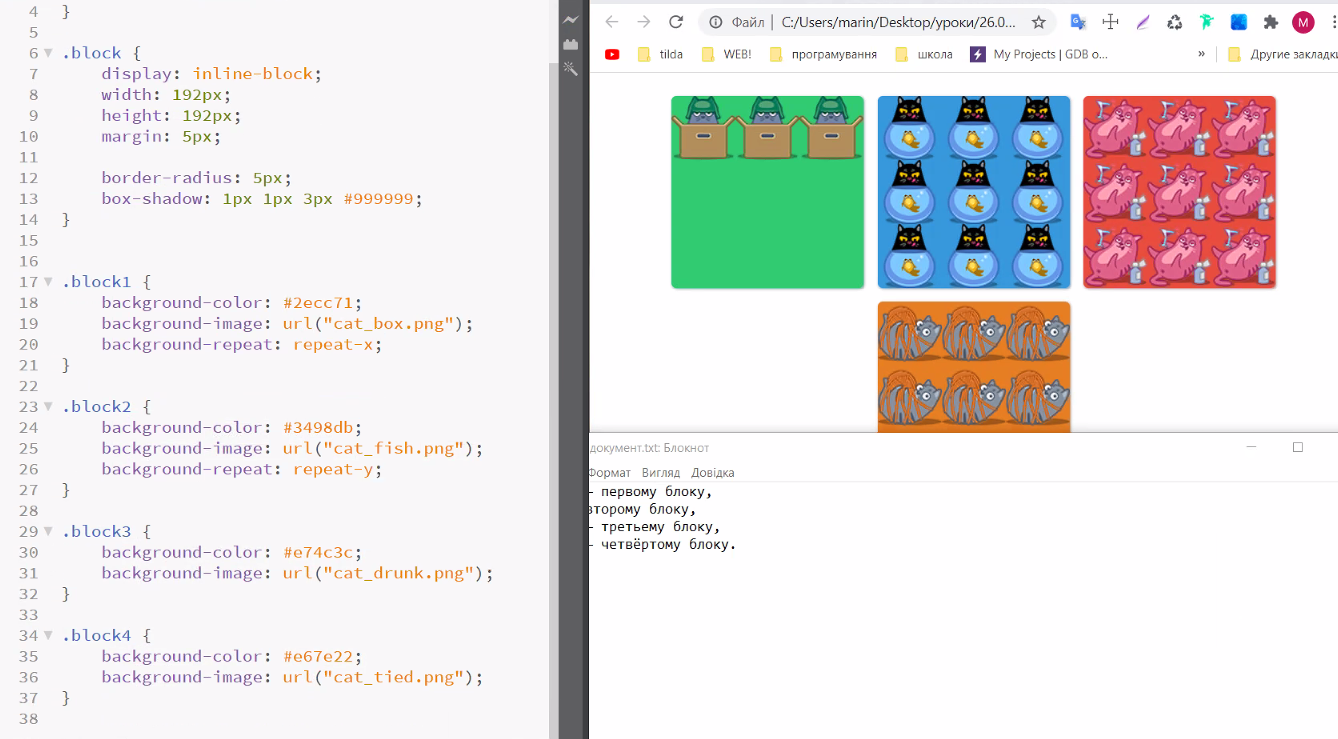 4 }
5
6 .block {
7 display: inline-block;
8 width: 192px;
9 height: 192px;
10 margin: 5px;
11
12 border-radius: 5px;
13 box-shadow: 1px 1px 3px #999999;
14 }
15
16
17 .block1 {
18 background-color: #2ecc71;
19 background-image: url("cat_box.png");
20 background-repeat: repeat-x;
21 }
22
23 .block2 {
24 background-color: #3498db;
25 background-image: url("cat_fish.png");
26 background-repeat: repeat-y;
27 }
28
29 .block3 {
30 background-color: #e74c3c;
31 background-image: url("cat_drunk.png");
32 }
33
34 .block4 {
35 background-color: #e67e22;
36 background-image: url("cat_tied.png");
37 }
38
Файл | C:/Users/marin/Desktop/уроки/26.0... M
tilda WEB! програмування школа My Projects | GDB o... » Другие закладки
документ.txt: Блокнот
Формат Вигляд Довідка
- первому блоку,
второму блоку,
- третьему блоку,
- четвёртому блоку.